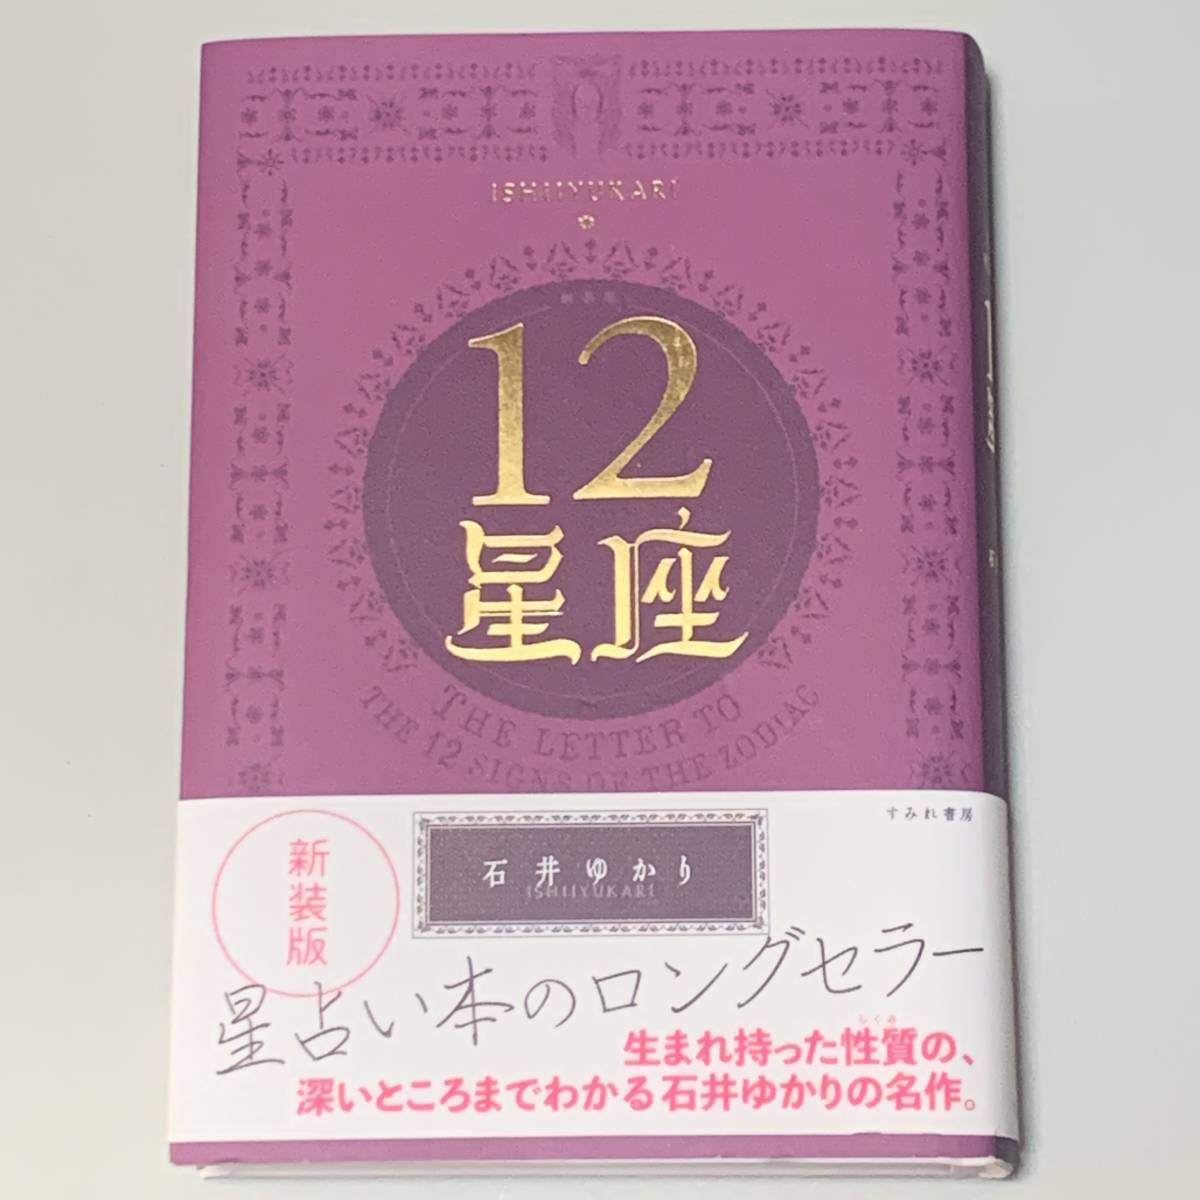 ISHIIYUKARI
新装版
12
星座
THE LETTER TO
THE 12 SIGNS OF THE ZODIAC
すみれ書房
新装版
石井ゆかり
ISHIIYUKARI
星占い本のロングセラー
しくみ
生まれ持った性質の、
深いところまでわかる石井ゆかりの名作。